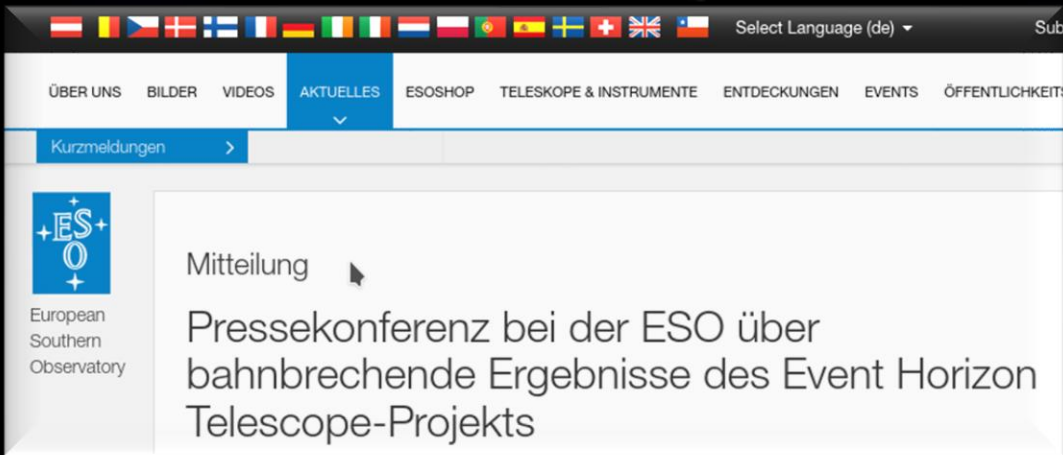 Select Language (de) Sub
ÜBER UNS BILDER VIDEOS AKTUELLES ESOSHOP TELESKOPE & INSTRUMENTE ENTDECKUNGEN EVENTS ÖFFENTLICHKEITS
Kurzmeldungen
ES
O
European
Southern
Observatory
Mitteilung
Pressekonferenz bei der ESO über
bahnbrechende Ergebnisse des Event Horizon
Telescope-Projekts